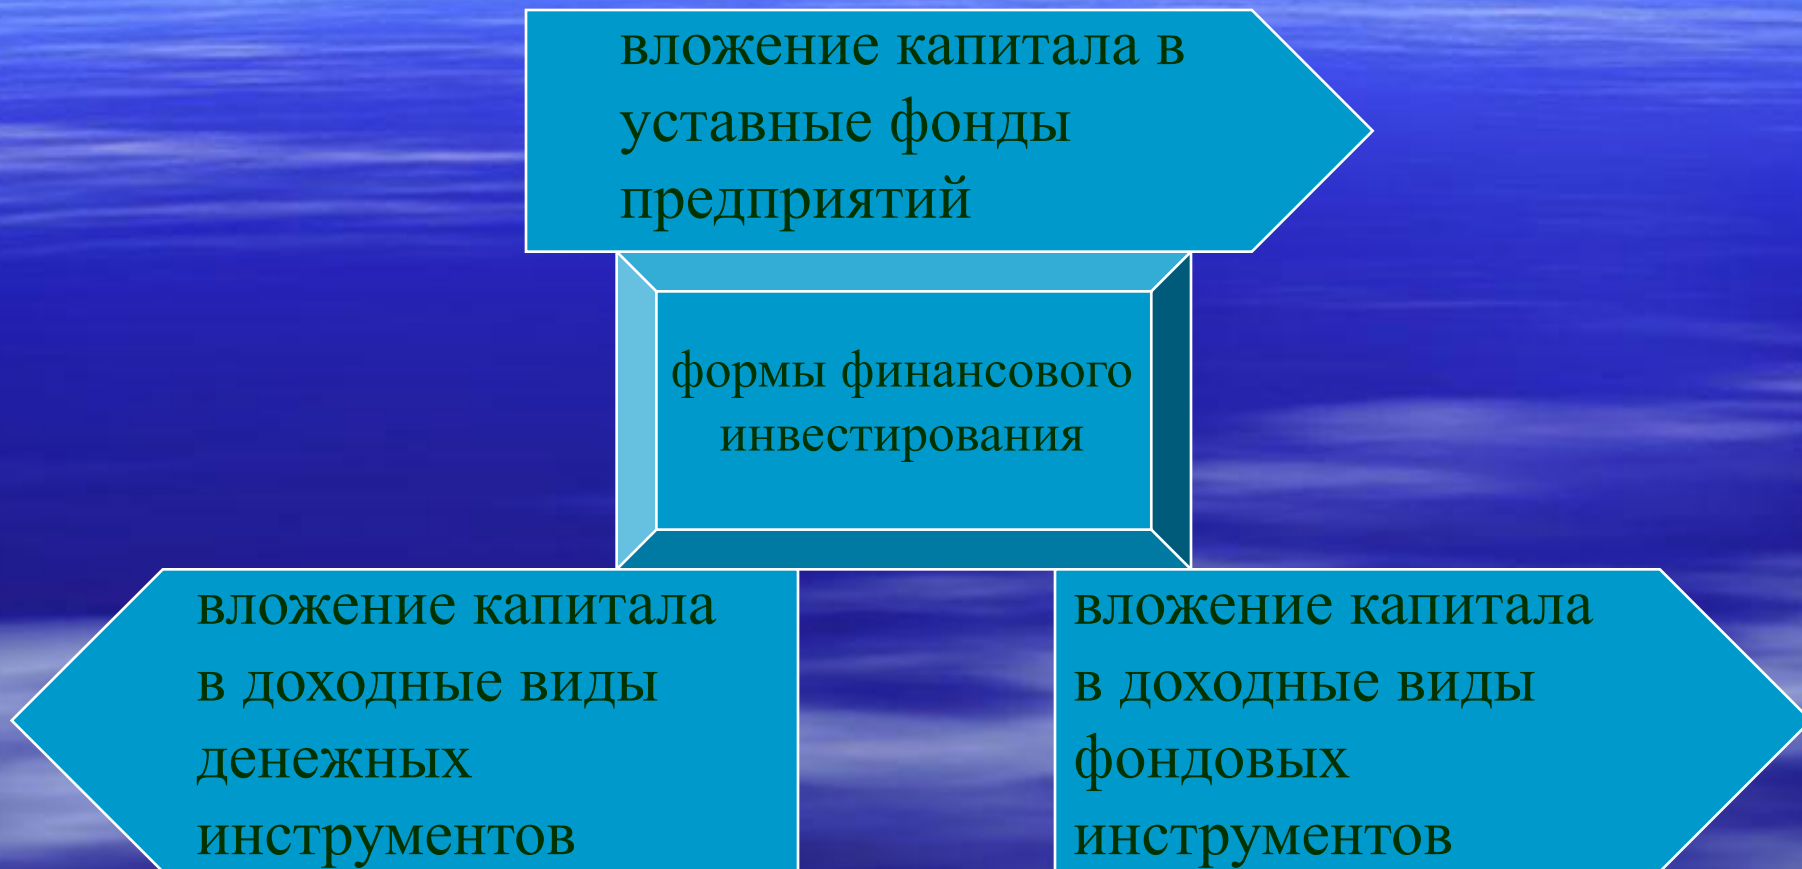 вложение капитала в
уставные фонды
предприятий
формы финансового
инвестирования
вложение капитала
в доходные виды
денежных
инструментов
вложение капитала
в доходные виды
фондовых
инструментов